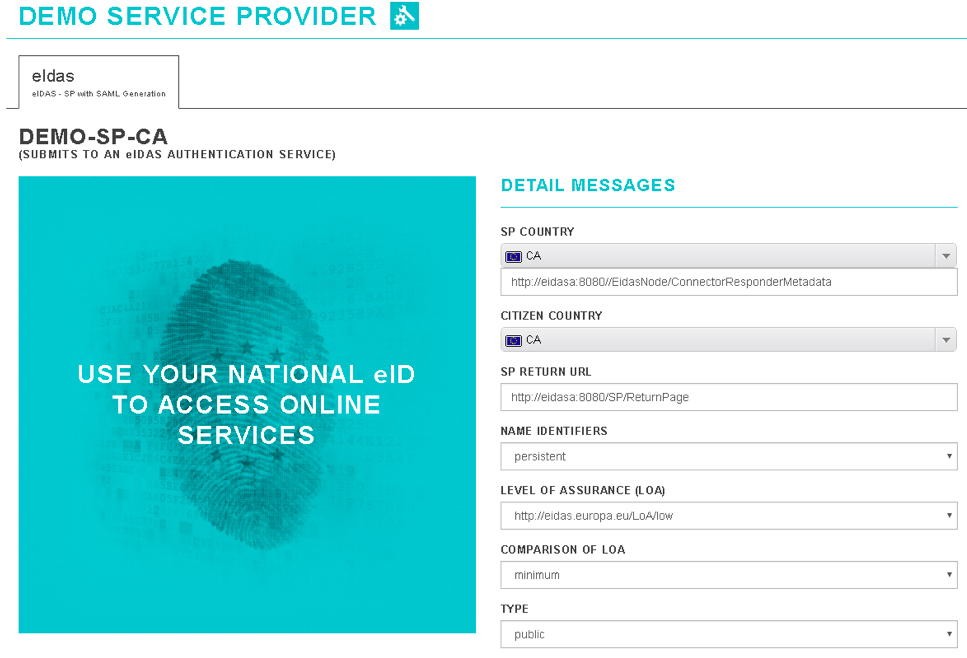 DEMO SERVICE PROVIDER
eIdas
eIDAS - SP with SAML Generation
DEMO-SP-CA
(SUBMITS TO AN eIDAS AUTHENTICATION SERVICE)
USE YOUR NATIONAL eID
TO ACCESS ONLINE
SERVICES
DETAIL MESSAGES
SP COUNTRY
CA
http://eidasa:8080//EidasNode/ConnectorResponderMetadata
CITIZEN COUNTRY
CA
SP RETURN URL
http://eidasa:8080/SP/ReturnPage
NAME IDENTIFIERS
persistent
LEVEL OF ASSURANCE (LOA)
http://eidas.europa.eu/LoA/low
COMPARISON OF LOA
minimum
TYPE
public